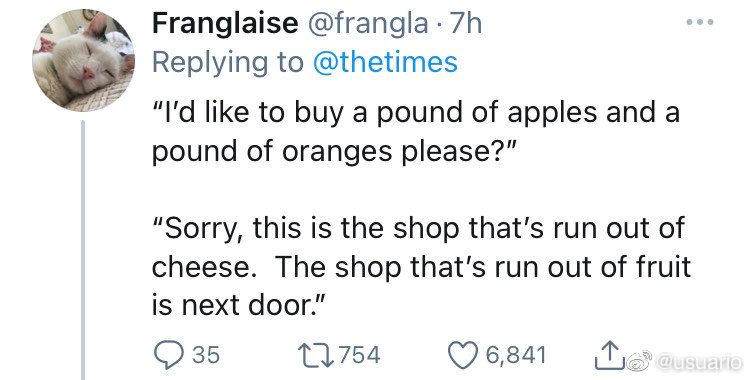 Franglaise @frangla · 7h
Replying to @thetimes
“I’d like to buy a pound of apples and a
pound of oranges please?”
“Sorry, this is the shop that’s run out of
cheese.  The shop that’s run out of fruit
is next door.”
35 754 6,841
@usuario